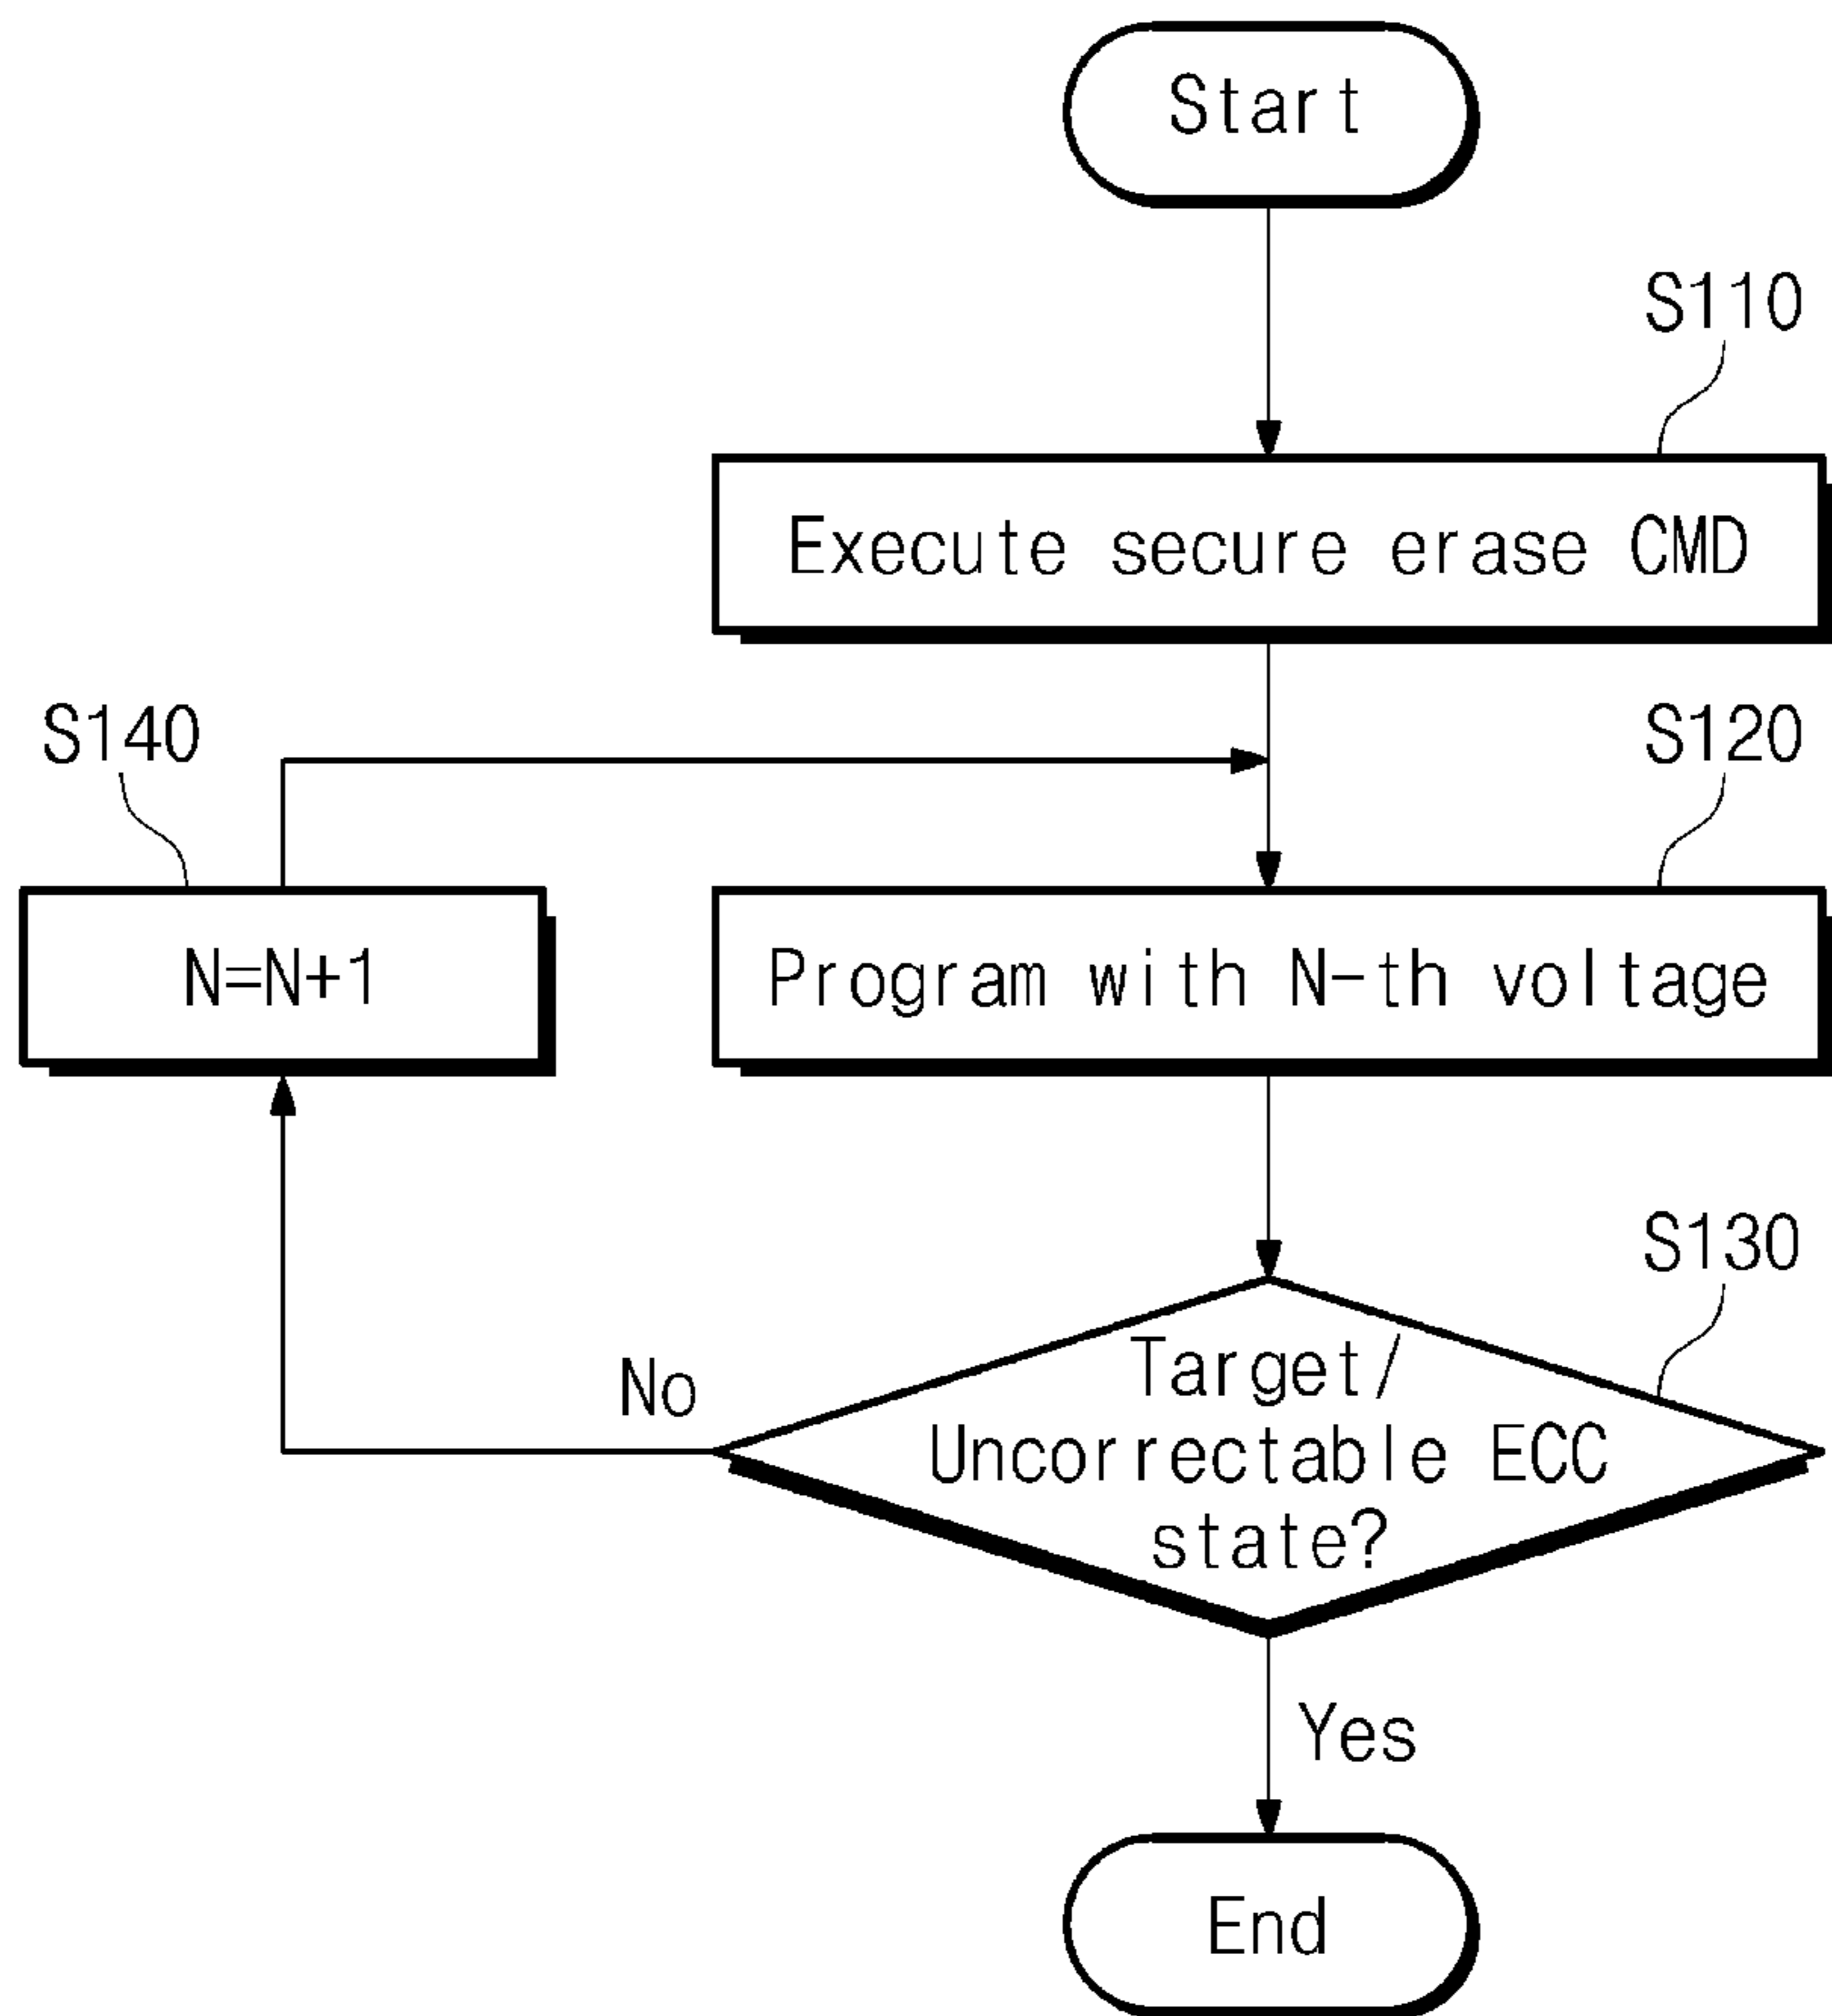 Start
S110
Execute secure erase CMD
S140
S120
N=N+1
Program with N-th voltage
S130
No
Target/
Uncorrectable ECC
state?
Yes
End